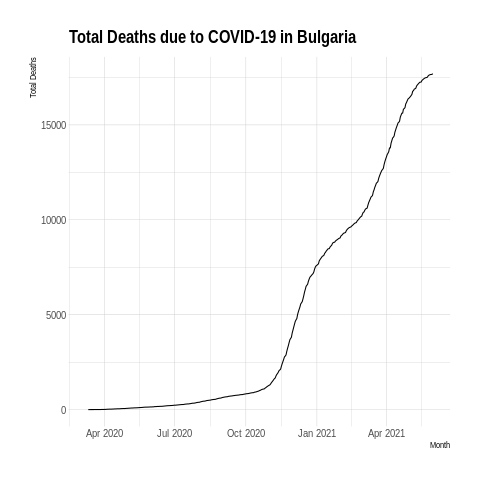 Total Deaths due to COVID-19 in Bulgaria
Total Deaths
15000
10000
5000
0
Apr 2020 Jul 2020 Oct 2020 Jan 2021 Apr 2021
Month